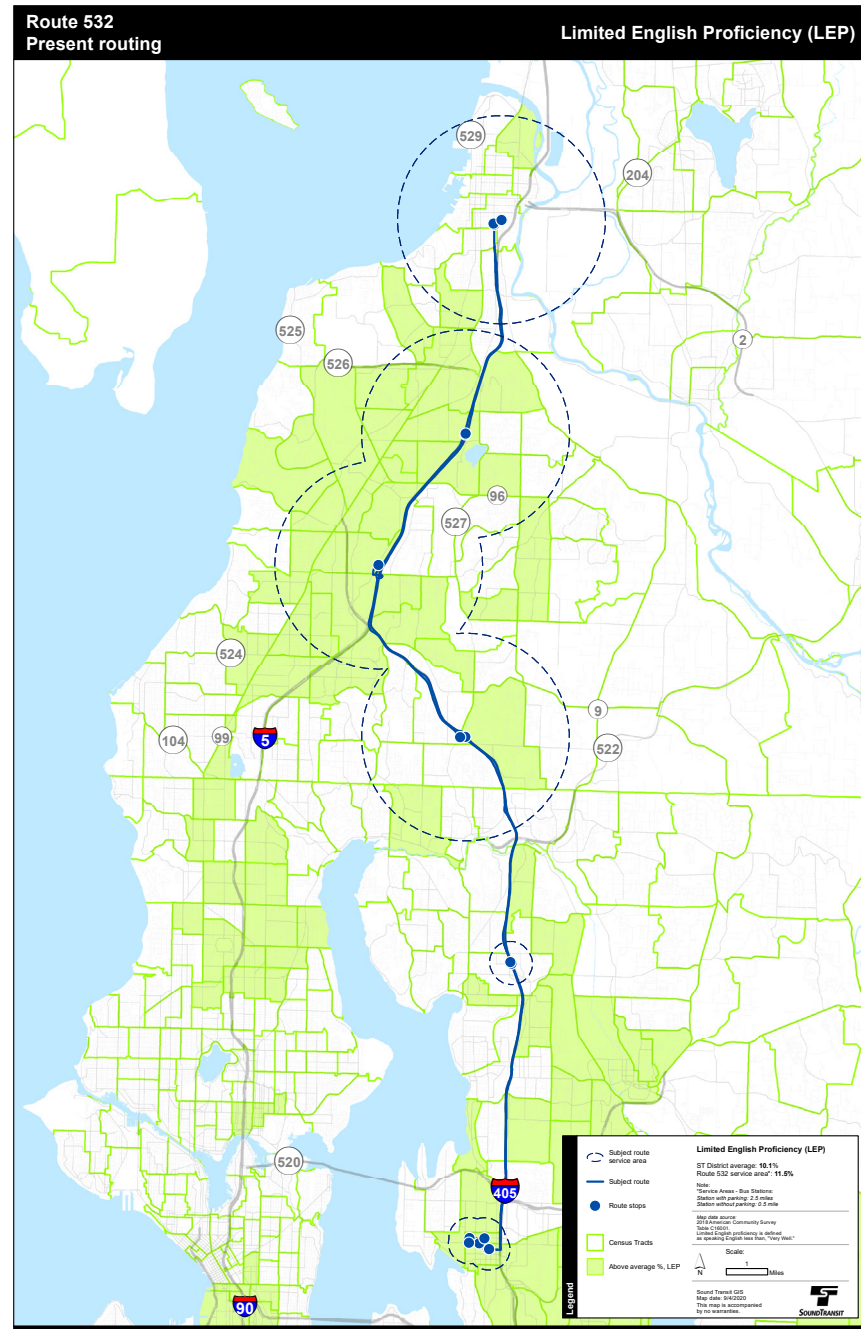 Route 532
Present routing
Limited English Proficiency (LEP)
529
204
525
526
2
96
527
524
9
104
99
5
522
520
405
90
Legend
Subject route
service area
Subject route
Route stops
Census Tracts
Above average %, LEP
Limited English Proficiency (LEP)
ST District average: 10.1%
Route 532 service area*: 11.5%
Note:
*Service Areas - Bus Stations:
Station with parking: 2.5 miles
Station without parking: 0.5 mile
Map data source:
2018 American Community Survey
Table C16001
Limited English proficiency is defined
as speaking English less than, "Very Well."
N
Scale:
1
Miles
Sound Transit GIS
Map date: 9/4/2020
This map is accompanied
by no warranties.
SOUNDTRANSIT